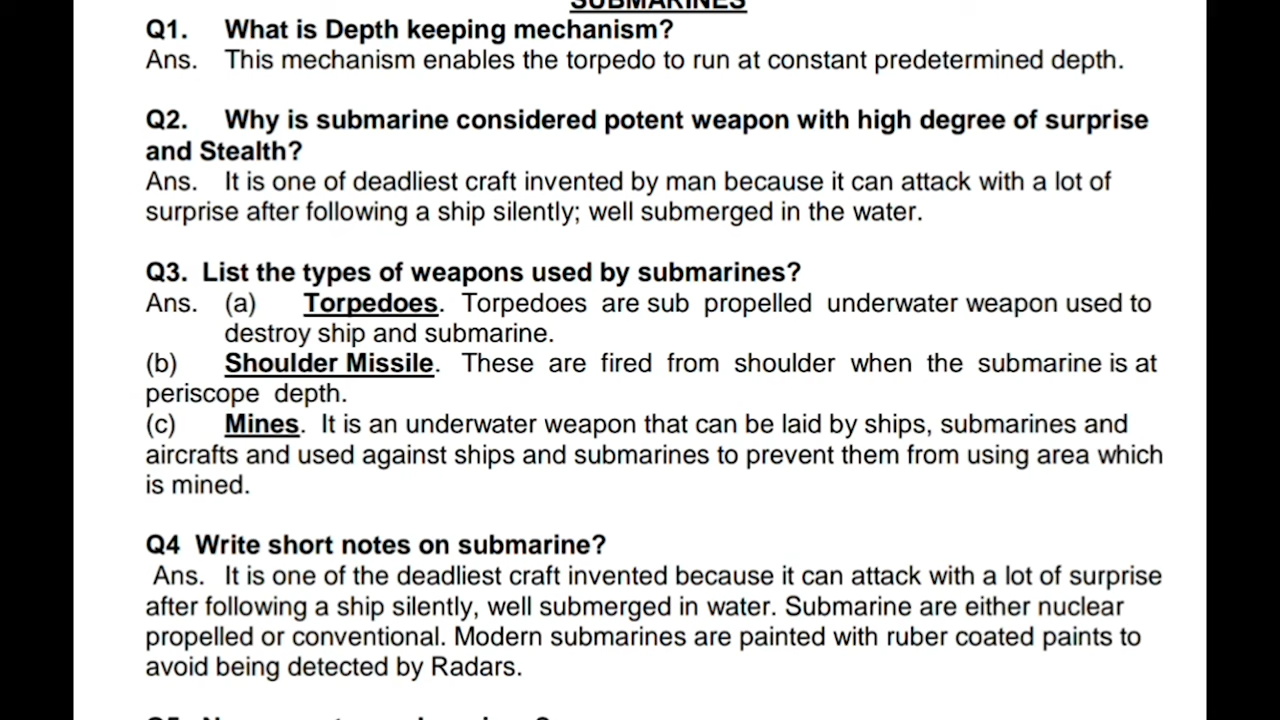 SUBMARINES
Q1. What is Depth keeping mechanism?
Ans. This mechanism enables the torpedo to run at constant predetermined depth.
Q2. Why is submarine considered potent weapon with high degree of surprise
and Stealth?
Ans. It is one of deadliest craft invented by man because it can attack with a lot of
surprise after following a ship silently; well submerged in the water.
Q3. List the types of weapons used by submarines?
Ans. (a) Torpedoes. Torpedoes are sub propelled underwater weapon used to
destroy ship and submarine.
(b) Shoulder Missile. These are fired from shoulder when the submarine is at
periscope depth.
(c) Mines. It is an underwater weapon that can be laid by ships, submarines and
aircrafts and used against ships and submarines to prevent them from using area which
is mined.
Q4 Write short notes on submarine?
Ans. It is one of the deadliest craft invented because it can attack with a lot of surprise
after following a ship silently, well submerged in water. Submarine are either nuclear
propelled or conventional. Modern submarines are painted with ruber coated paints to
avoid being detected by Radars.